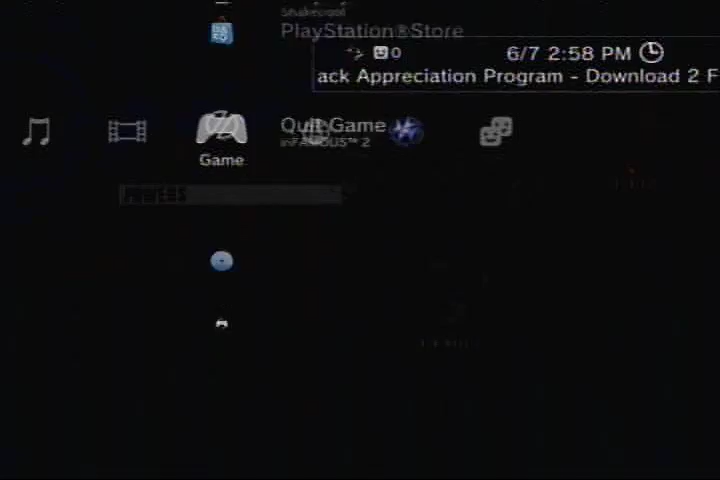 PlayStation®Store
0 6/7 2:58 PM
ack Appreciation Program - Download 2 F
Quit Game
inFAMOUS™ 2
Game